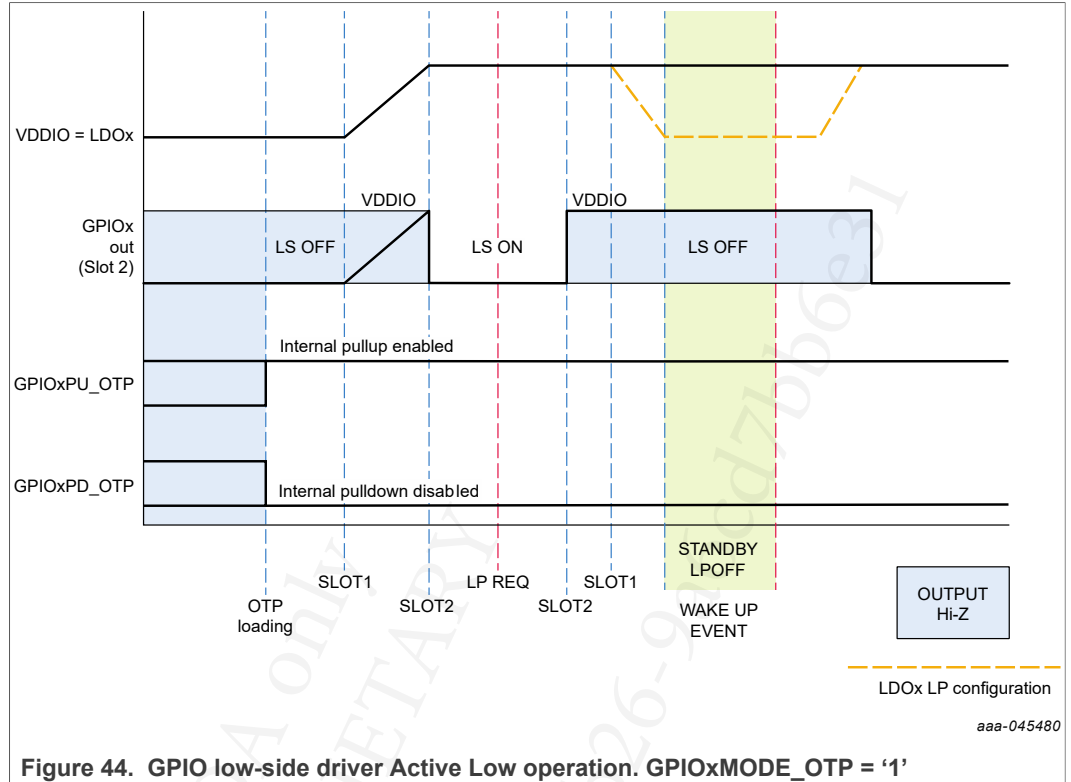 VDDIO = LDOx
VDDIO
VDDIO
GPIOx
out
(Slot 2)
LS OFF
LS ON
LS OFF
Internal pullup enabled
GPIOxPU_OTP
GPIOxPD_OTP
Internal pulldown disabled
STANDBY
LPOFF
SLOT1
LP REQ
SLOT1
OTP
loading
SLOT2
SLOT2
WAKE UP
EVENT
OUTPUT
Hi-Z
LDOx LP configuration
aaa-045480
Figure 44. GPIO low-side driver Active Low operation. GPIOxMODE_OTP = ‘1’